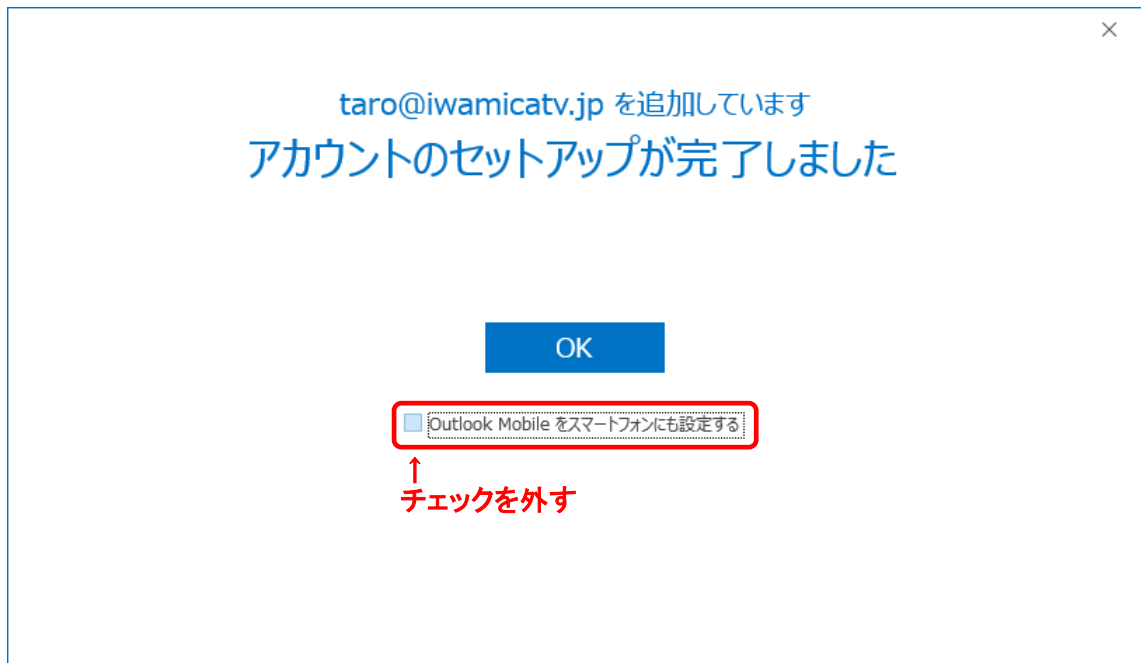 taro@iwamicatv.jp を追加しています
アカウントのセットアップが完了しました
OK
Outlook Mobile をスマートフォンにも設定する
↑
チェックを外す